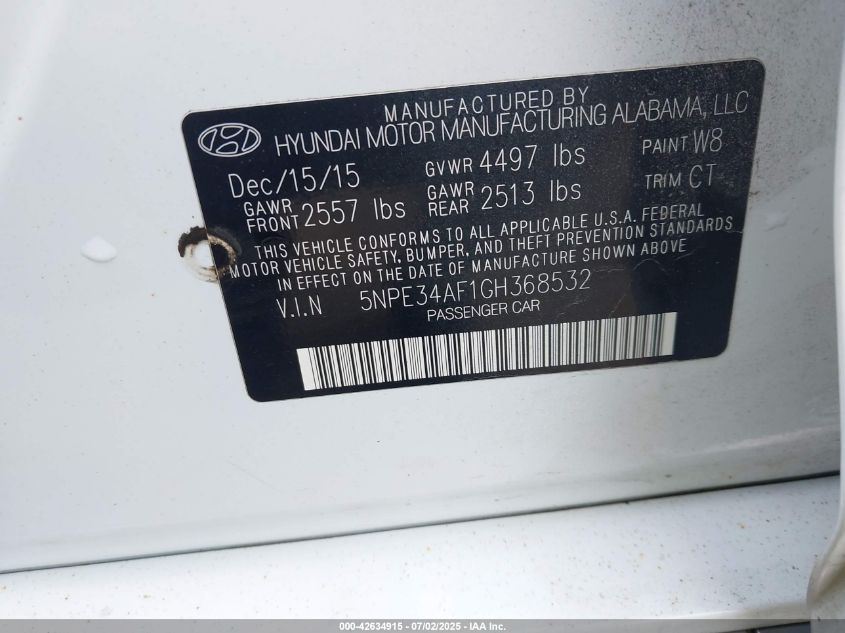 MANUFACTURED BY
HYUNDAI MOTOR MANUFACTURING ALABAMA, LLC
Dec/15/15 GVWR 4497 lbs PAINT W8
GAWR FRONT 2557 lbs GAWR REAR 2513 lbs TRIM CT
THIS VEHICLE CONFORMS TO ALL APPLICABLE U.S.A. FEDERAL
MOTOR VEHICLE SAFETY, BUMPER, AND THEFT PREVENTION STANDARDS
IN EFFECT ON THE DATE OF MANUFACTURE SHOWN ABOVE
V.I.N 5NPE34AF1GH368532
PASSENGER CAR
000-42634915 - 07/02/2025 - IAA Inc.